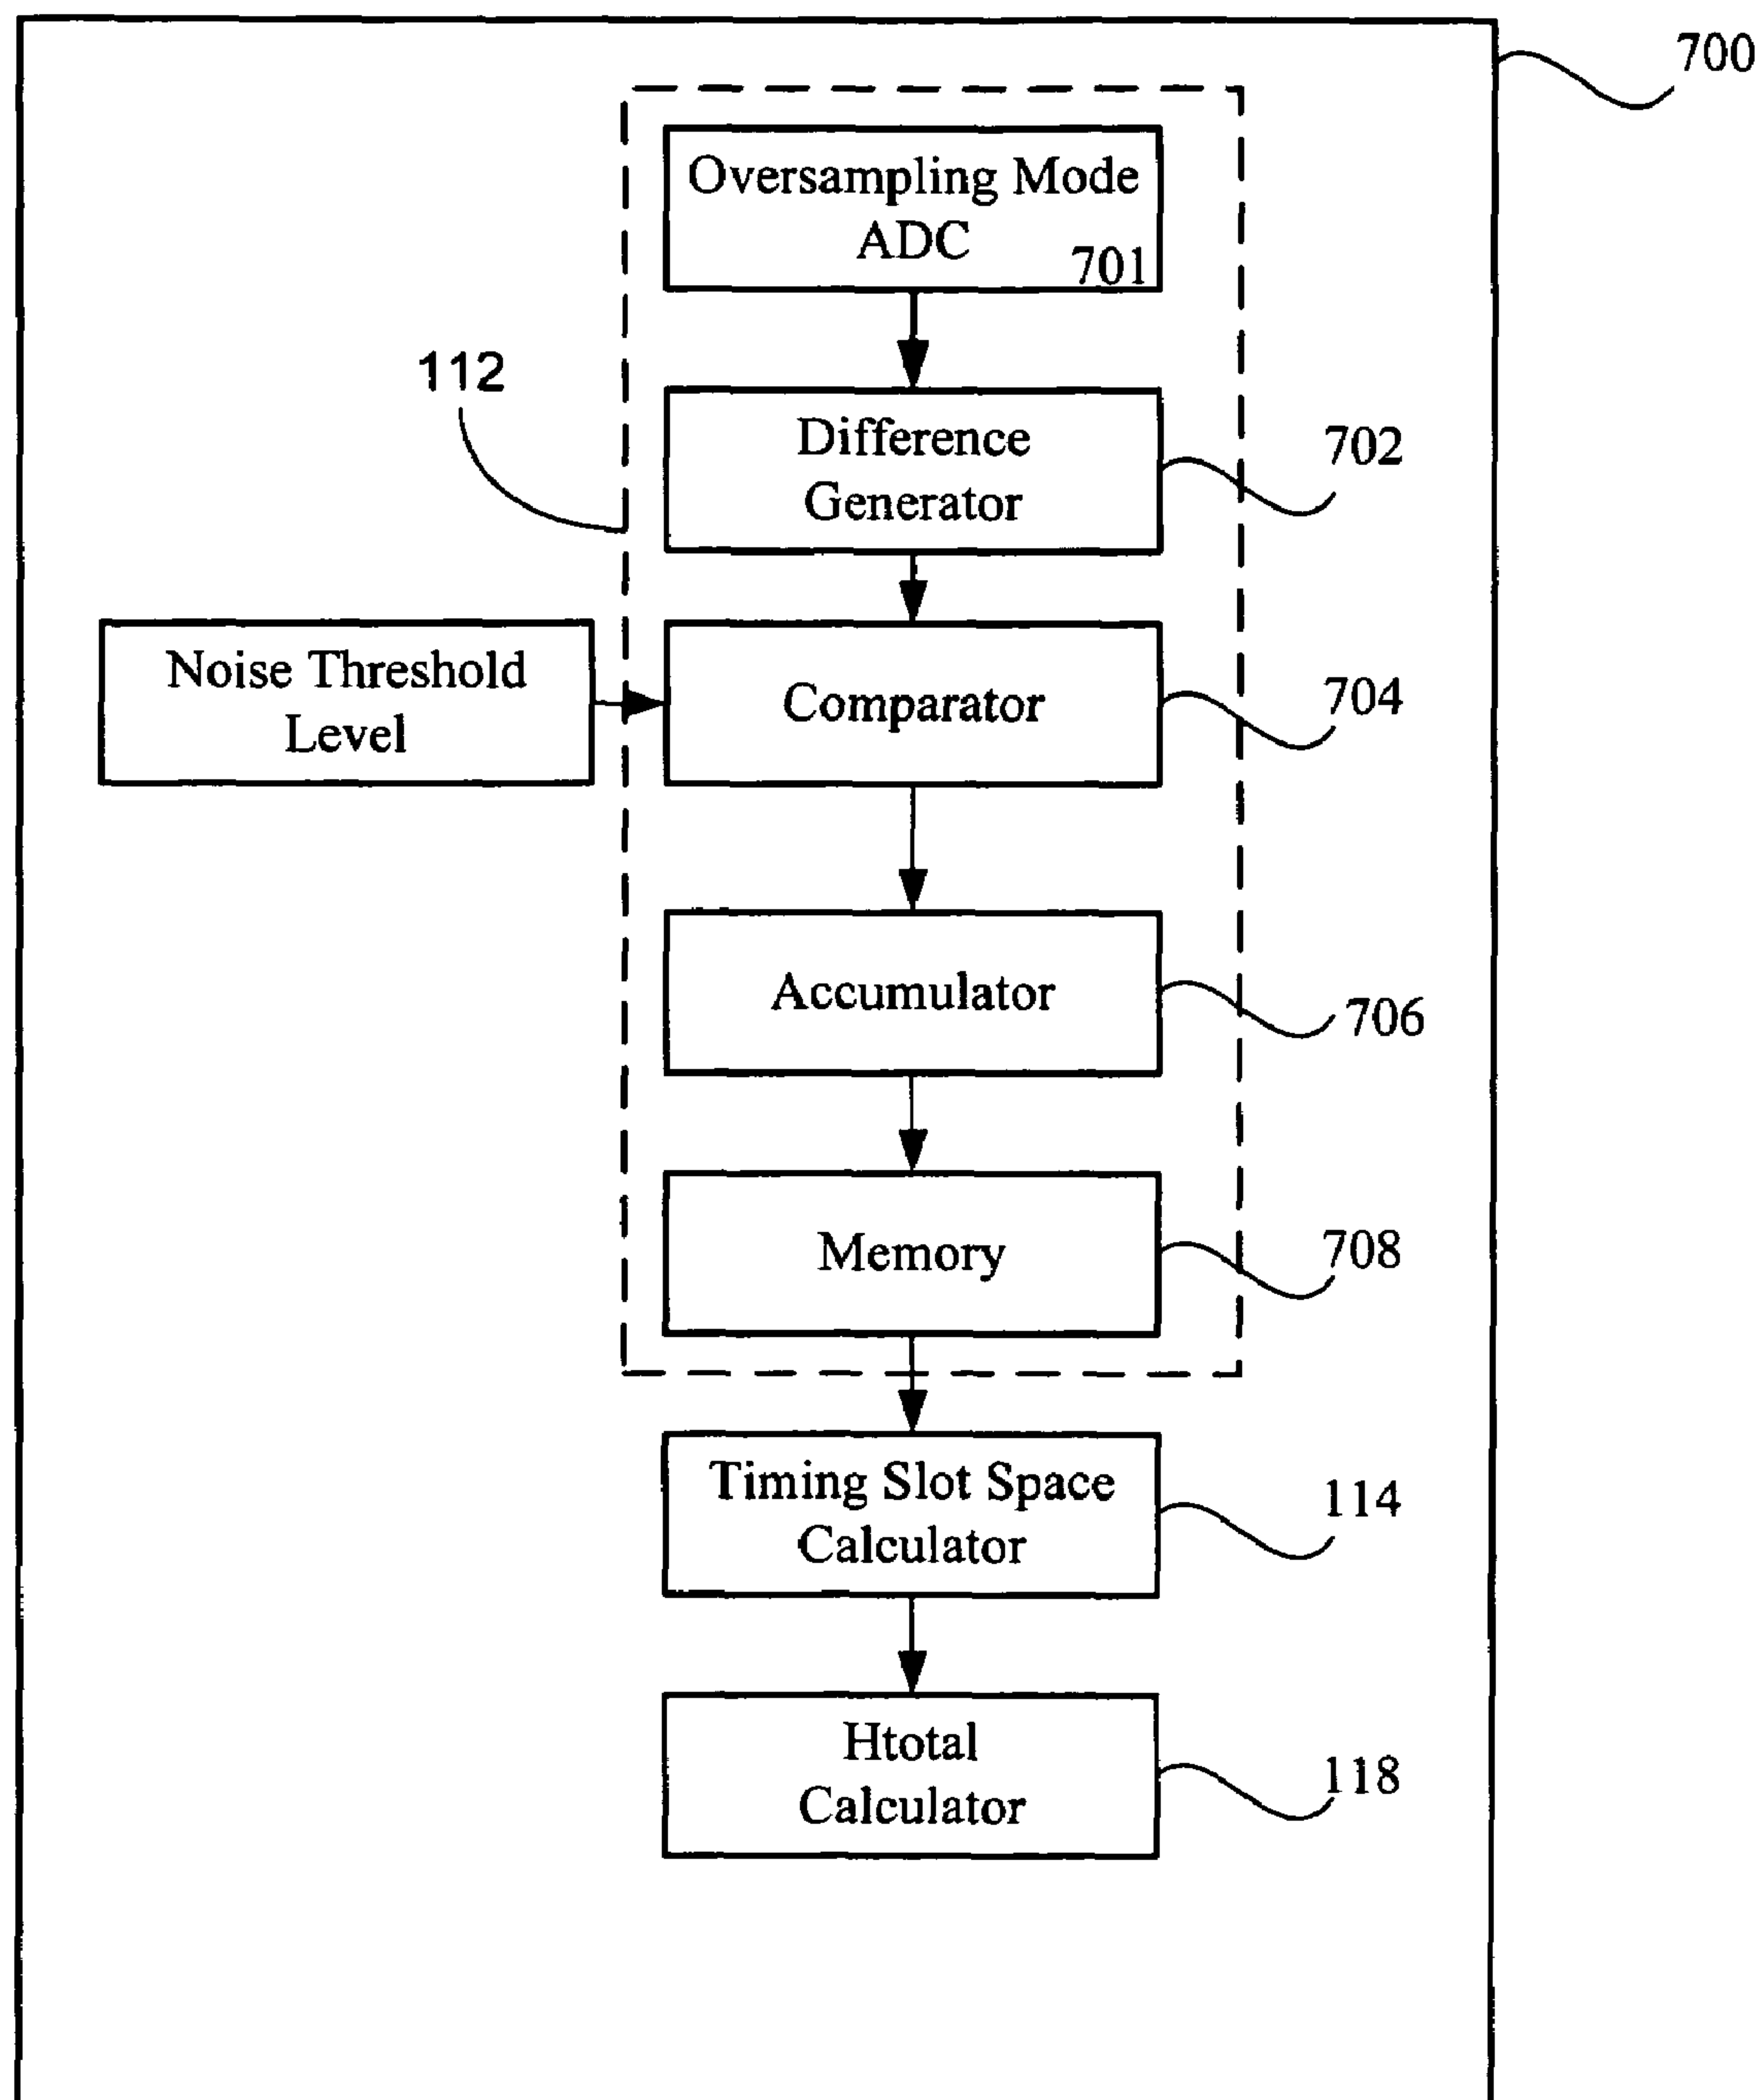 700
Oversampling Mode
ADC
701
112
Difference
Generator
702
Noise Threshold
Level
Comparator
704
Accumulator
706
Memory
708
Timing Slot Space
Calculator
114
Htotal
Calculator
118